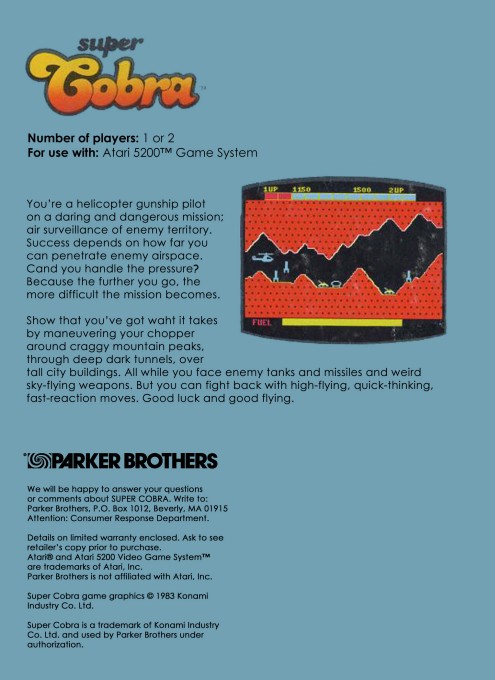 super
Cobra™
Number of players: 1 or 2
For use with: Atari 5200™ Game System
You're a helicopter gunship pilot
on a daring and dangerous mission;
air surveillance of enemy territory.
Success depends on how far you
can penetrate enemy airspace.
Cand you handle the pressure?
Because the further you go, the
more difficult the mission becomes.
1UP 1150 1500 2UP
FUEL
Show that you've got waht it takes
by maneuvering your chopper
around craggy mountain peaks,
through deep dark tunnels, over
tall city buildings. All while you face enemy tanks and missiles and weird
sky-flying weapons. But you can fight back with high-flying, quick-thinking,
fast-reaction moves. Good luck and good flying.
PARKER BROTHERS
We will be happy to answer your questions
or comments about SUPER COBRA. Write to:
Parker Brothers, P.O. Box 1012, Beverly, MA 01915
Attention: Consumer Response Department.
Details on limited warranty enclosed. Ask to see
retailer's copy prior to purchase.
Atari® and Atari 5200 Video Game System™
are trademarks of Atari, Inc.
Parker Brothers is not affiliated with Atari, Inc.
Super Cobra game graphics © 1983 Konami
Industry Co. Ltd.
Super Cobra is a trademark of Konami Industry
Co. Ltd. and used by Parker Brothers under
authorization.